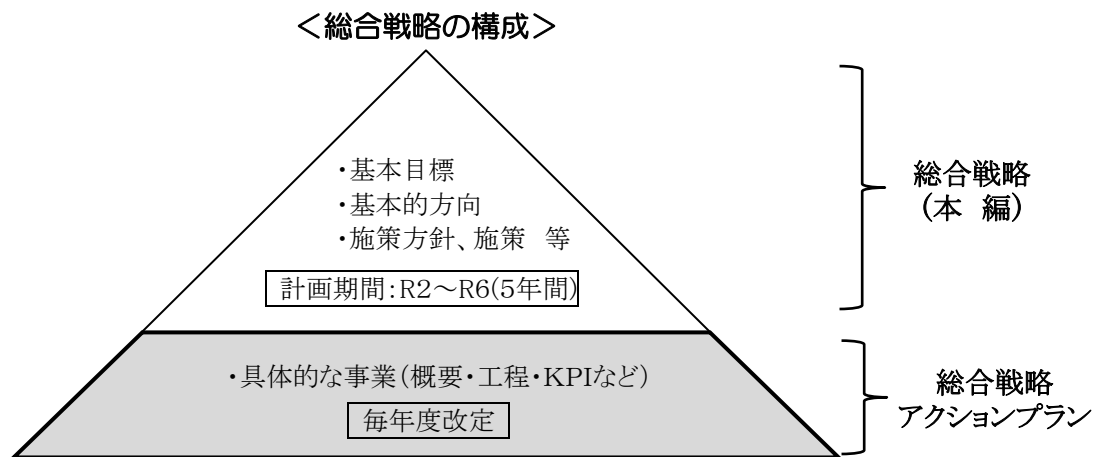 ＜総合戦略の構成＞
・基本目標
・基本的方向
・施策方針、施策　等
計画期間：R2～R6(5年間)
総合戦略
（本　編）
・具体的な事業（概要・工程・KPIなど）
毎年度改定
総合戦略
アクションプラン